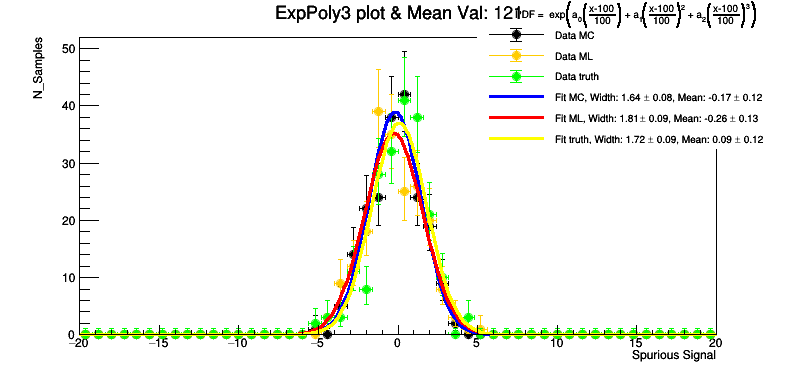 ExpPoly3 plot & Mean Val: 121
PDF = exp(a0((x-100)/100) + a1((x-100)/100)^2 + a2((x-100)/100)^3)
Data MC
Data ML
Data truth
Fit MC, Width: 1.64 ± 0.08, Mean: -0.17 ± 0.12
Fit ML, Width: 1.81 ± 0.09, Mean: -0.26 ± 0.13
Fit truth, Width: 1.72 ± 0.09, Mean: 0.09 ± 0.12
N_Samples
50
40
30
20
10
0
−20 −15 −10 −5 0 5 10 15 20
Spurious Signal